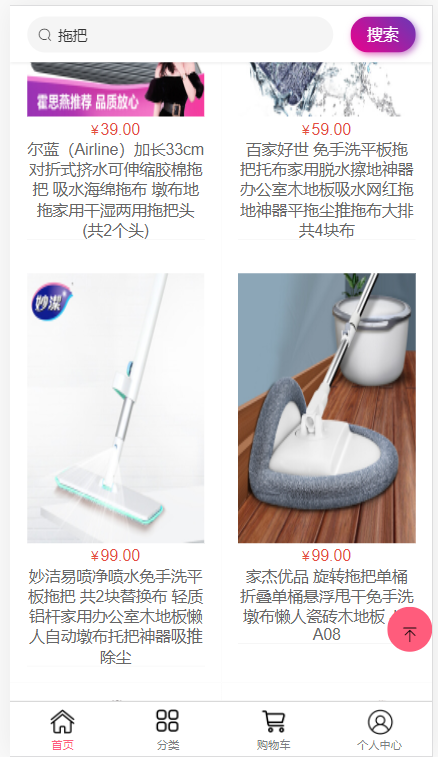 拖把
搜索
霍思燕推荐 品质放心
¥39.00
尔蓝（Airline）加长33cm
对折式挤水可伸缩胶棉拖
把 吸水海绵拖布 墩布地
拖家用干湿两用拖把头
(共2个头)
¥59.00
百家好世 免手洗平板拖
把托布家用脱水擦地神器
办公室木地板吸水网红拖
地神器平拖尘推拖布大排
共4块布
妙洁
¥99.00
妙洁易喷净喷水免手洗平
板拖把 共2块替换布 轻质
铝杆家用办公室木地板懒
人自动墩布托把神器吸推
除尘
¥99.00
家杰优品 旋转拖把单桶
折叠单桶悬浮甩干免手洗
墩布懒人瓷砖木地板
A08
首页
分类
购物车
个人中心